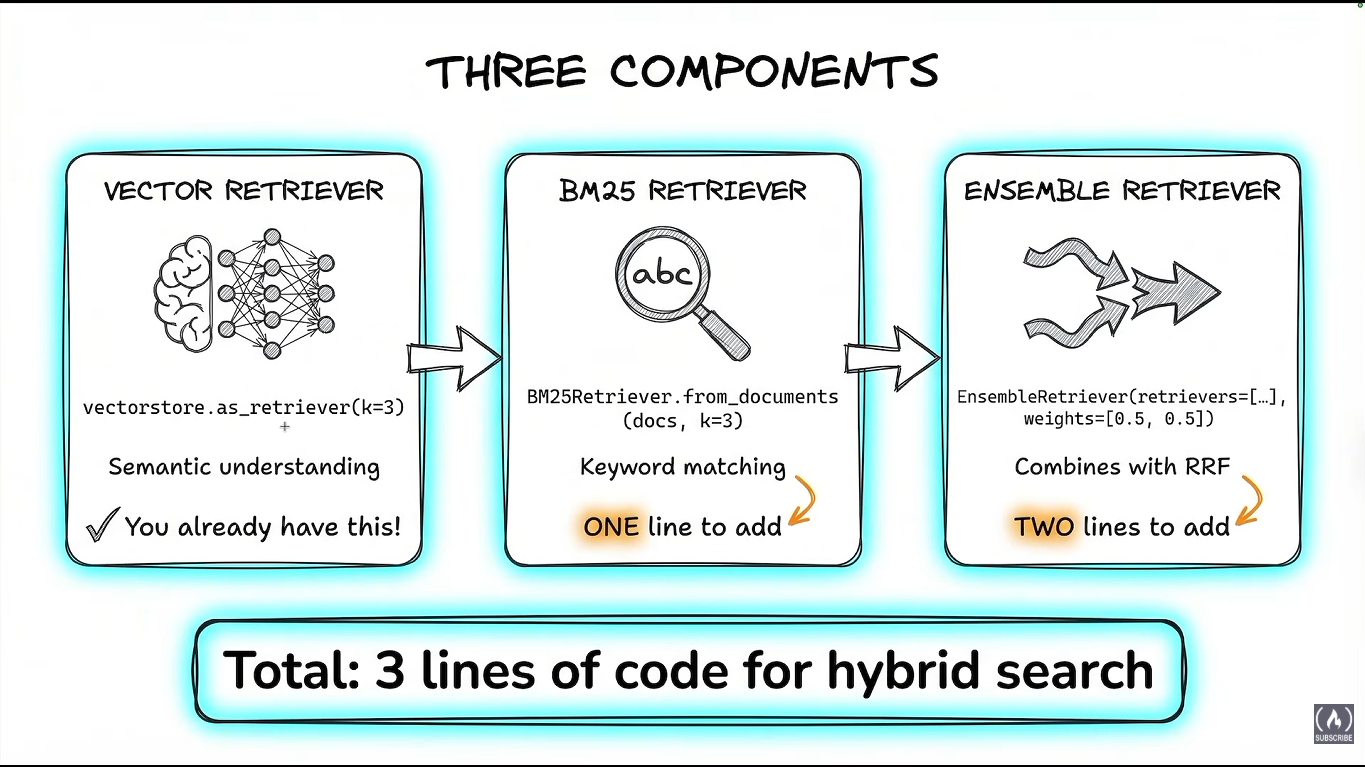 THREE COMPONENTS
VECTOR RETRIEVER
vectorstore.as_retriever(k=3)
Semantic understanding
You already have this!
BM25 RETRIEVER
abc
BM25Retriever.from_documents
(docs, k=3)
Keyword matching
ONE line to add
ENSEMBLE RETRIEVER
EnsembleRetriever(retrievers=[…],
weights=[0.5, 0.5])
Combines with RRF
TWO lines to add
Total: 3 lines of code for hybrid search
SUBSCRIBE